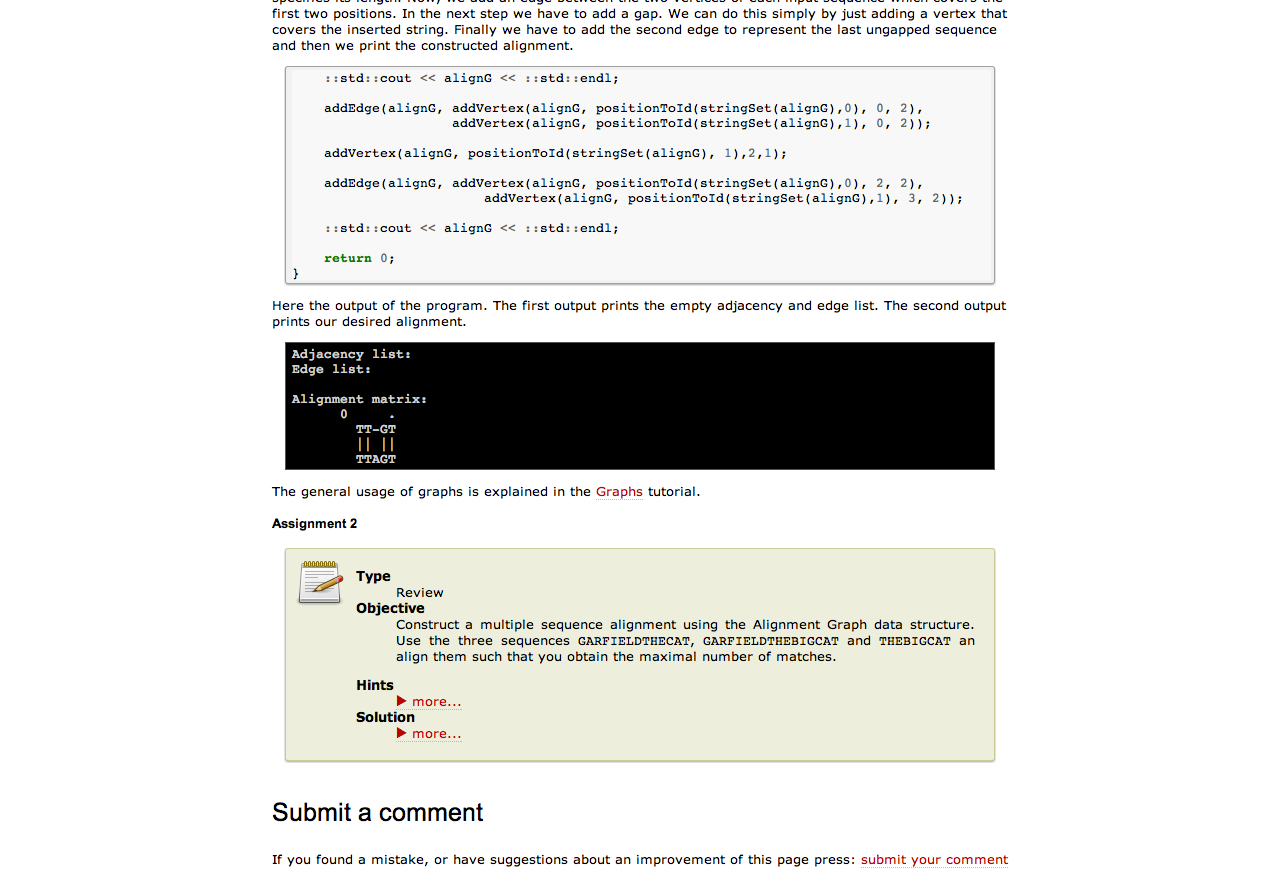 first two positions. In the next step we have to add a gap. We can do this simply by just adding a vertex that
covers the inserted string. Finally we have to add the second edge to represent the last ungapped sequence
and then we print the constructed alignment.
::std::cout << alignG << ::std::endl;
addEdge(alignG, addVertex(alignG, positionToId(stringSet(alignG),0), 0, 2),
addVertex(alignG, positionToId(stringSet(alignG),1), 0, 2));
addVertex(alignG, positionToId(stringSet(alignG), 1),2,1);
addEdge(alignG, addVertex(alignG, positionToId(stringSet(alignG),0), 2, 2),
addVertex(alignG, positionToId(stringSet(alignG),1), 3, 2));
::std::cout << alignG << ::std::endl;
return 0;
}
Here the output of the program. The first output prints the empty adjacency and edge list. The second output
prints our desired alignment.
Adjacency list:
Edge list:
Alignment matrix:
0     .
TT-GT
|| ||
TTAGT
The general usage of graphs is explained in the Graphs tutorial.
Assignment 2
Type
Review
Objective
Construct a multiple sequence alignment using the Alignment Graph data structure.
Use the three sequences GARFIELDTHECAT, GARFIELDTHEBIGCAT and THEBIGCAT an
align them such that you obtain the maximal number of matches.
Hints
more...
Solution
more...
Submit a comment
If you found a mistake, or have suggestions about an improvement of this page press: submit your comment